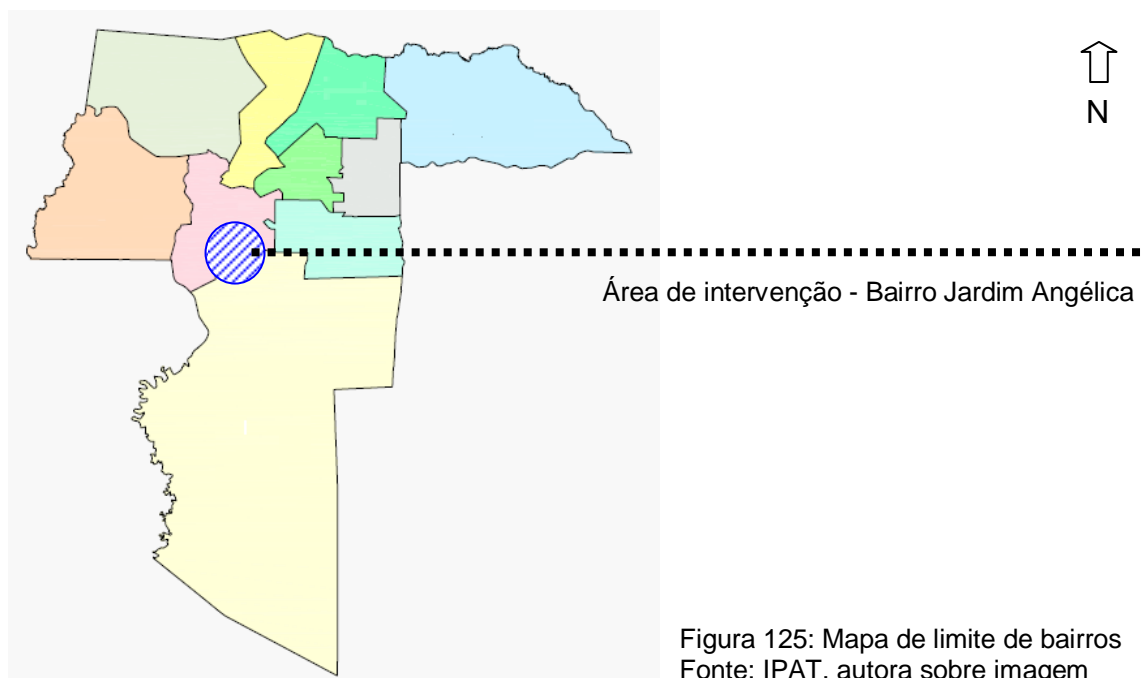 N
Área de intervenção - Bairro Jardim Angélica
Figura 125: Mapa de limite de bairros
Fonte: IPAT, autora sobre imagem